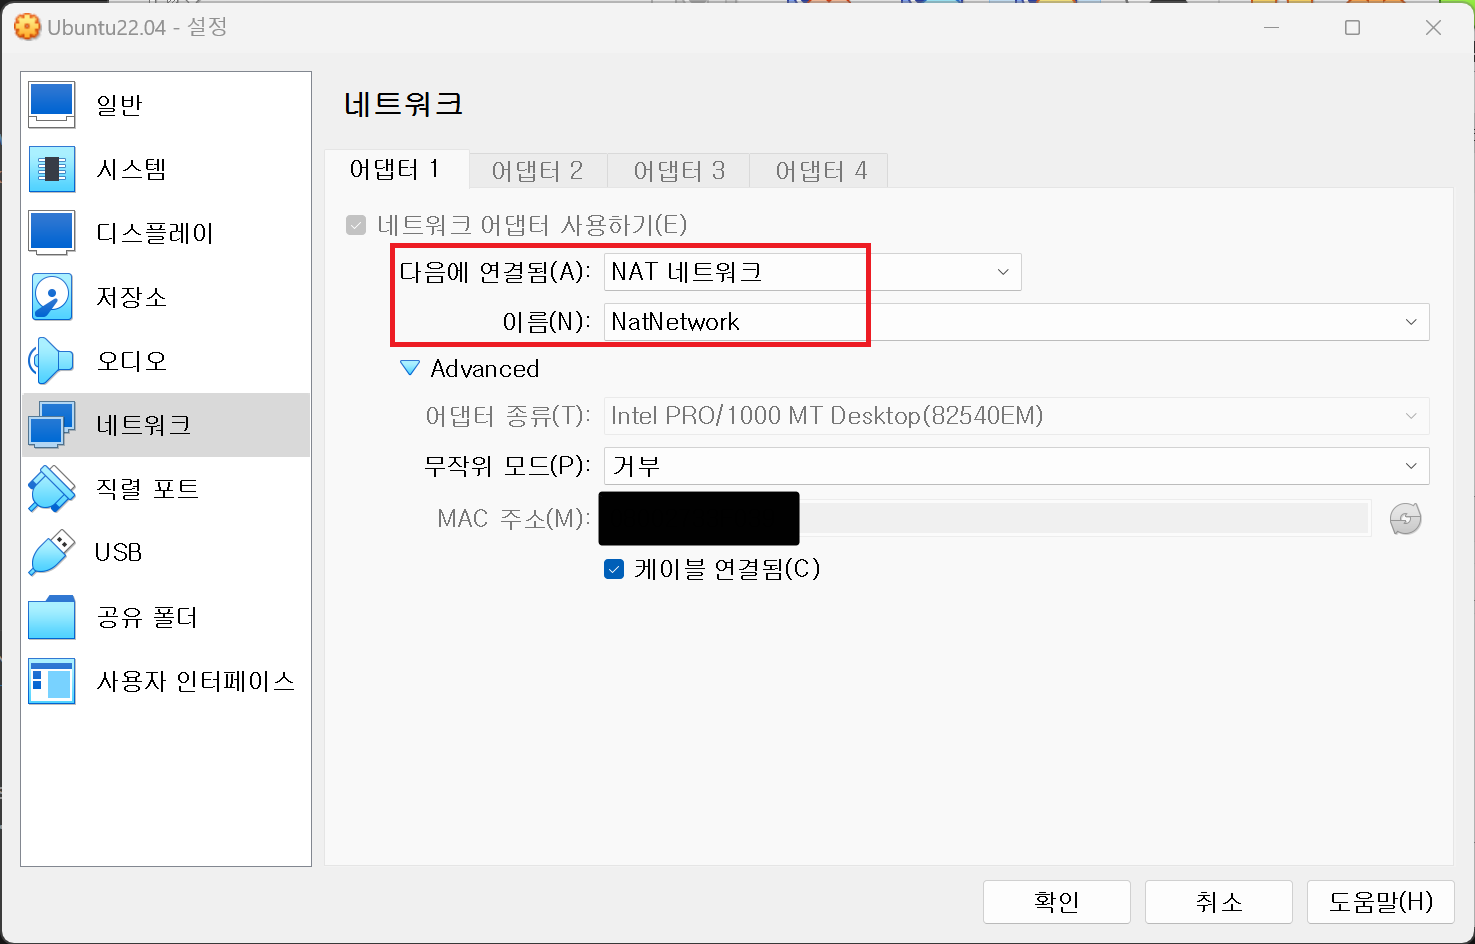 Ubuntu22.04 - 설정
일반
시스템
디스플레이
저장소
오디오
네트워크
직렬 포트
USB
공유 폴더
사용자 인터페이스
네트워크
어댑터 1
어댑터 2
어댑터 3
어댑터 4
네트워크 어댑터 사용하기(E)
다음에 연결됨(A): NAT 네트워크
이름(N): NatNetwork
Advanced
어댑터 종류(T): Intel PRO/1000 MT Desktop(82540EM)
무작위 모드(P): 거부
MAC 주소(M):
케이블 연결됨(C)
확인
취소
도움말(H)